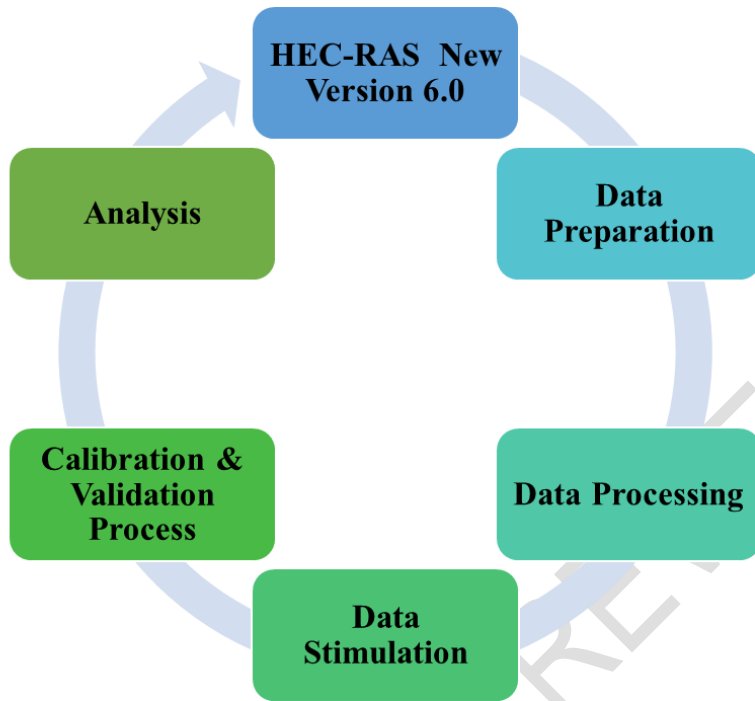 HEC-RAS New
Version 6.0
Data
Preparation
Data Processing
Data
Stimulation
Calibration &
Validation
Process
Analysis